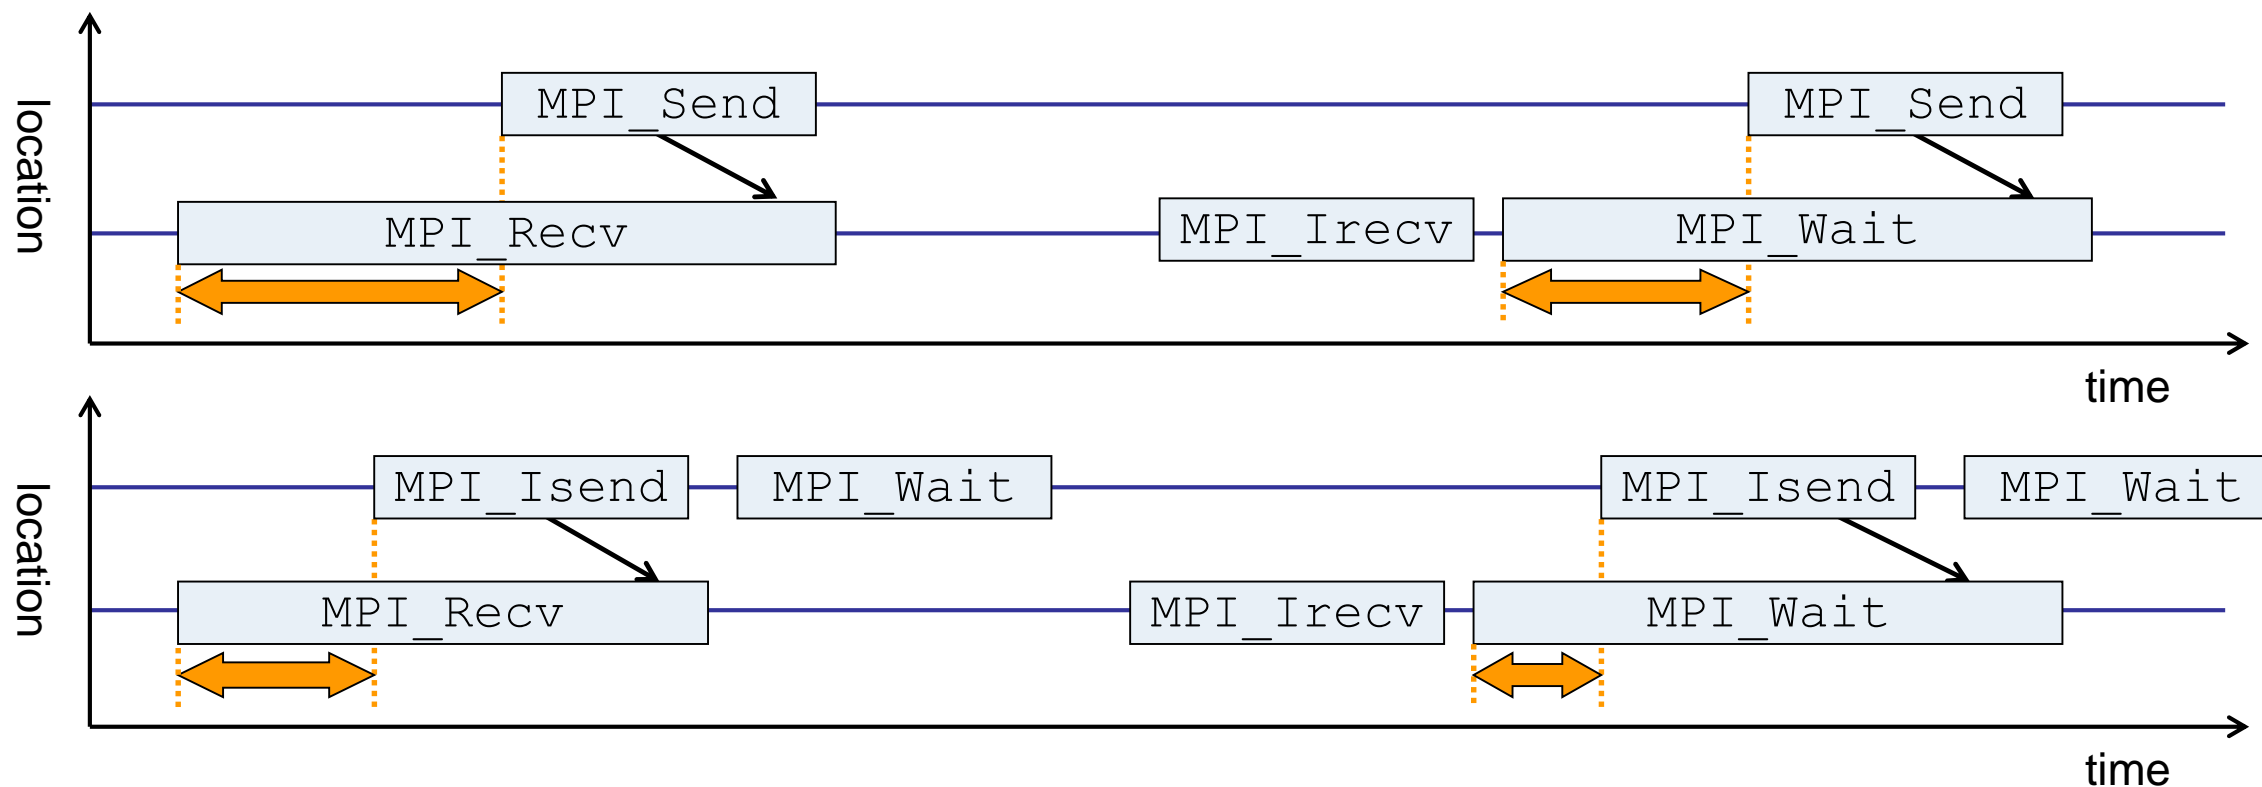 location
MPI_Send
MPI_Send
MPI_Recv
MPI_Irecv
MPI_Wait
time
location
MPI_Isend
MPI_Wait
MPI_Isend
MPI_Wait
MPI_Recv
MPI_Irecv
MPI_Wait
time